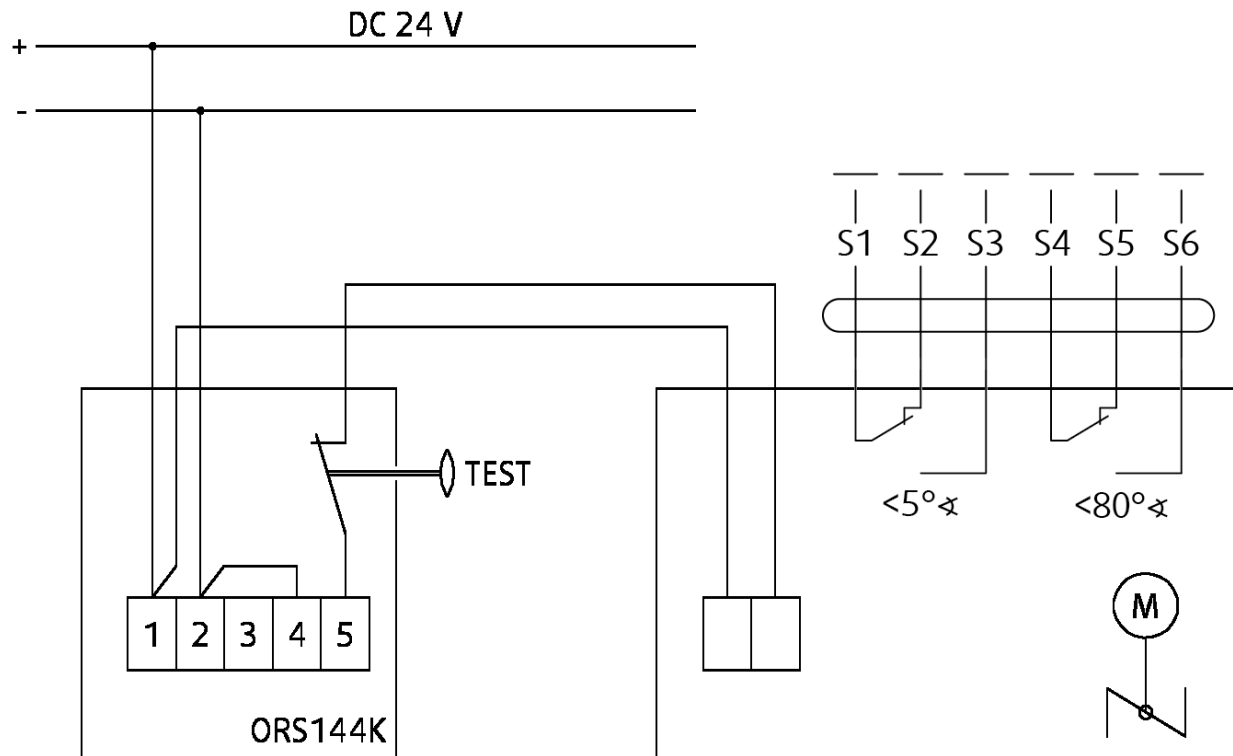 DC 24 V
+
-
S1 S2 S3 S4 S5 S6
TEST
<5°∢ <80°∢
1 2 3 4 5
M
ORS144K